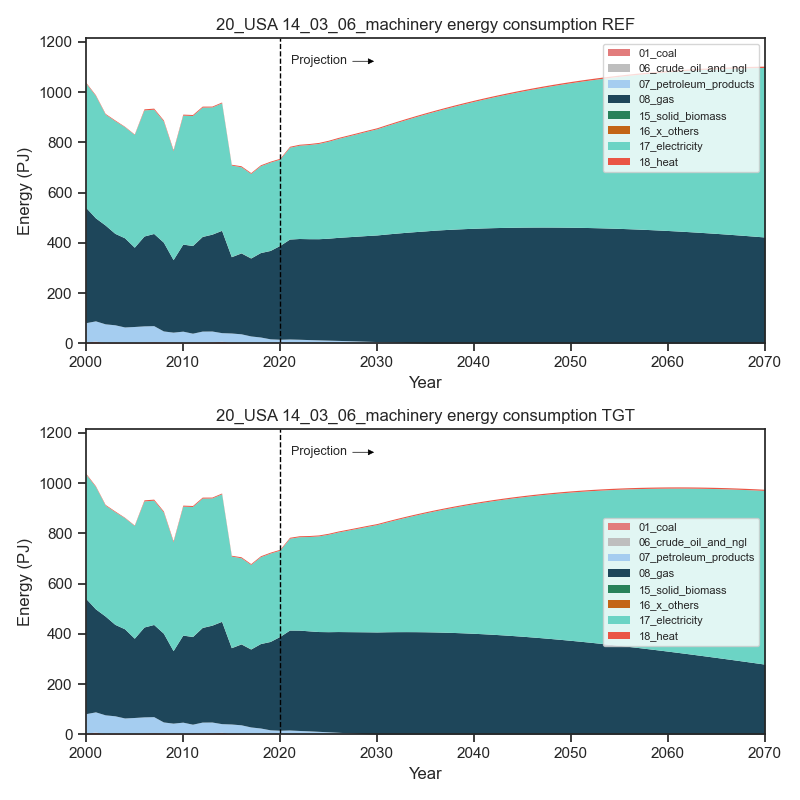 20_USA 14_03_06_machinery energy consumption REF
1200
1000
800
600
400
200
0
Energy (PJ)
Projection
01_coal
06_crude_oil_and_ngl
07_petroleum_products
08_gas
15_solid_biomass
16_x_others
17_electricity
18_heat
2000 2010 2020 2030 2040 2050 2060 2070
Year
20_USA 14_03_06_machinery energy consumption TGT
1200
1000
800
600
400
200
0
Energy (PJ)
Projection
01_coal
06_crude_oil_and_ngl
07_petroleum_products
08_gas
15_solid_biomass
16_x_others
17_electricity
18_heat
2000 2010 2020 2030 2040 2050 2060 2070
Year